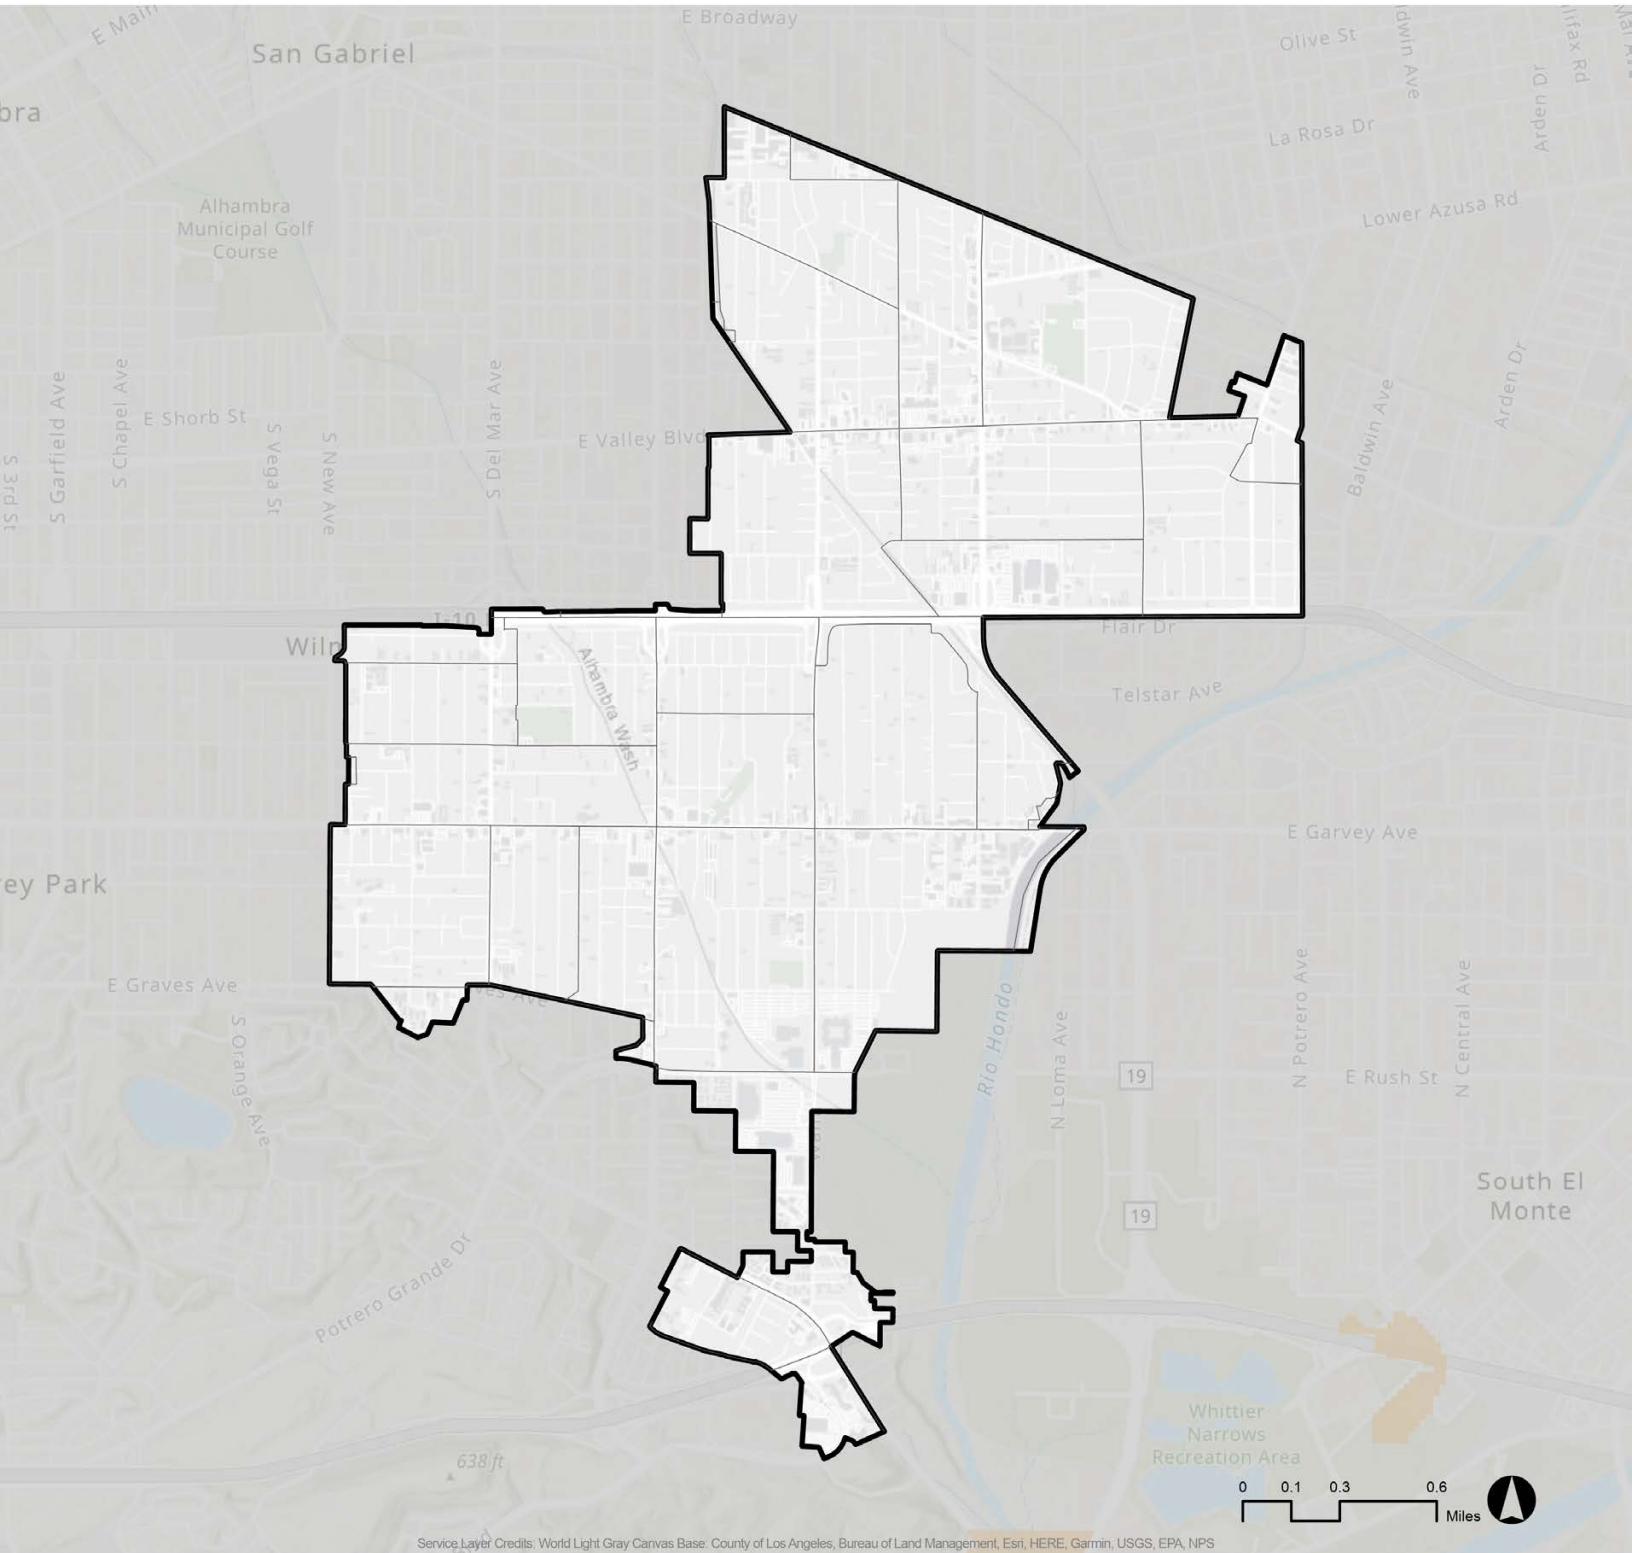 E Broadway
E Main
San Gabriel
Olive St
La Rosa Dr
Arden Dr
Lower Azusa Rd
Alhambra
Municipal Golf
Course
S Garfield Ave
S Chapel Ave
E Shorb St
S Vega St
S New Ave
S Del Mar Ave
E Valley Blvd
S 3rd St
Baldwin Ave
Arden Dr
I-10
Flair Dr
Alhambra Wash
Telstar Ave
E Garvey Ave
rey Park
E Graves Ave
S Orange Ave
Rio Hondo
N Loma Ave
19
N Potrero Ave
E Rush St
N Central Ave
19
South El
Monte
Potrero Grande Dr
Whittier
Narrows
Recreation Area
638 ft
0 0.1 0.3 0.6
Miles
Service Layer Credits: World Light Gray Canvas Base: County of Los Angeles, Bureau of Land Management, Esri, HERE, Garmin, USGS, EPA, NPS